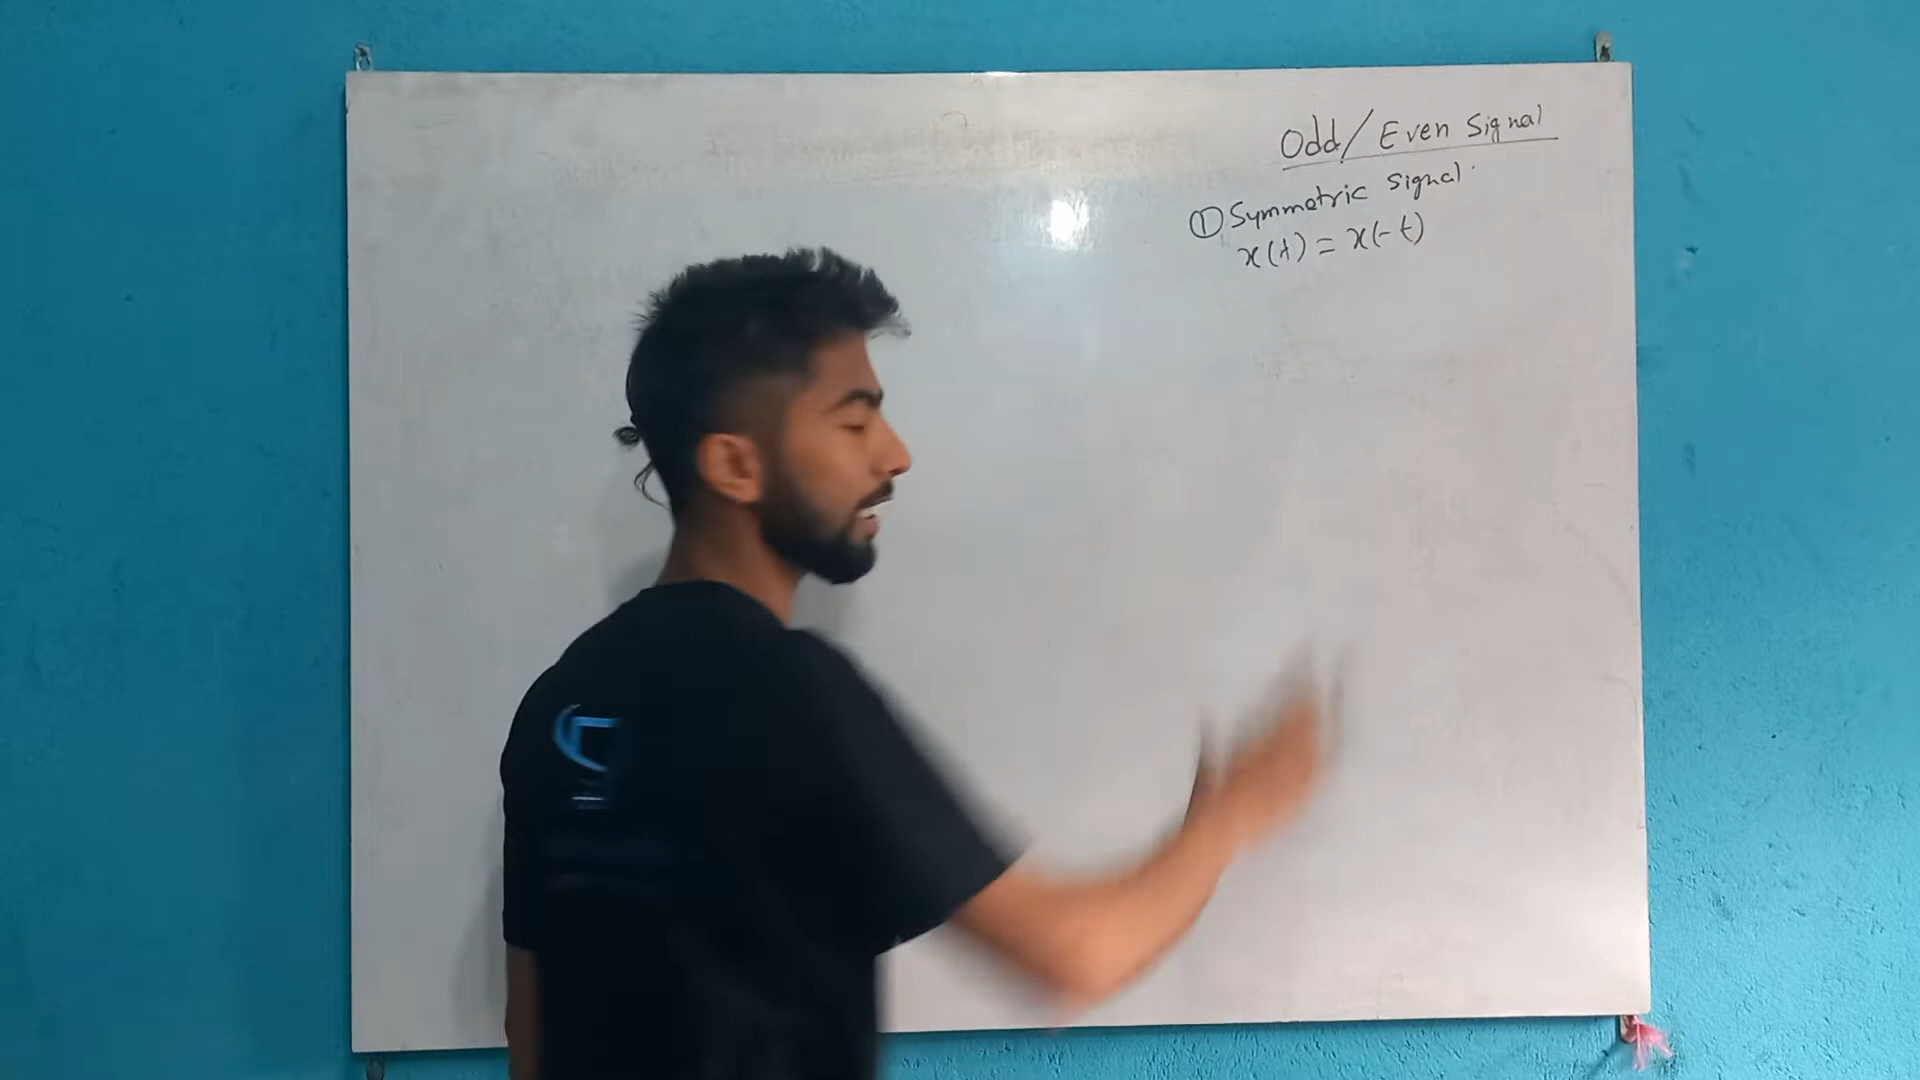 Odd/Even Signal
① Symmetric Signal.
x(t) = x(-t)